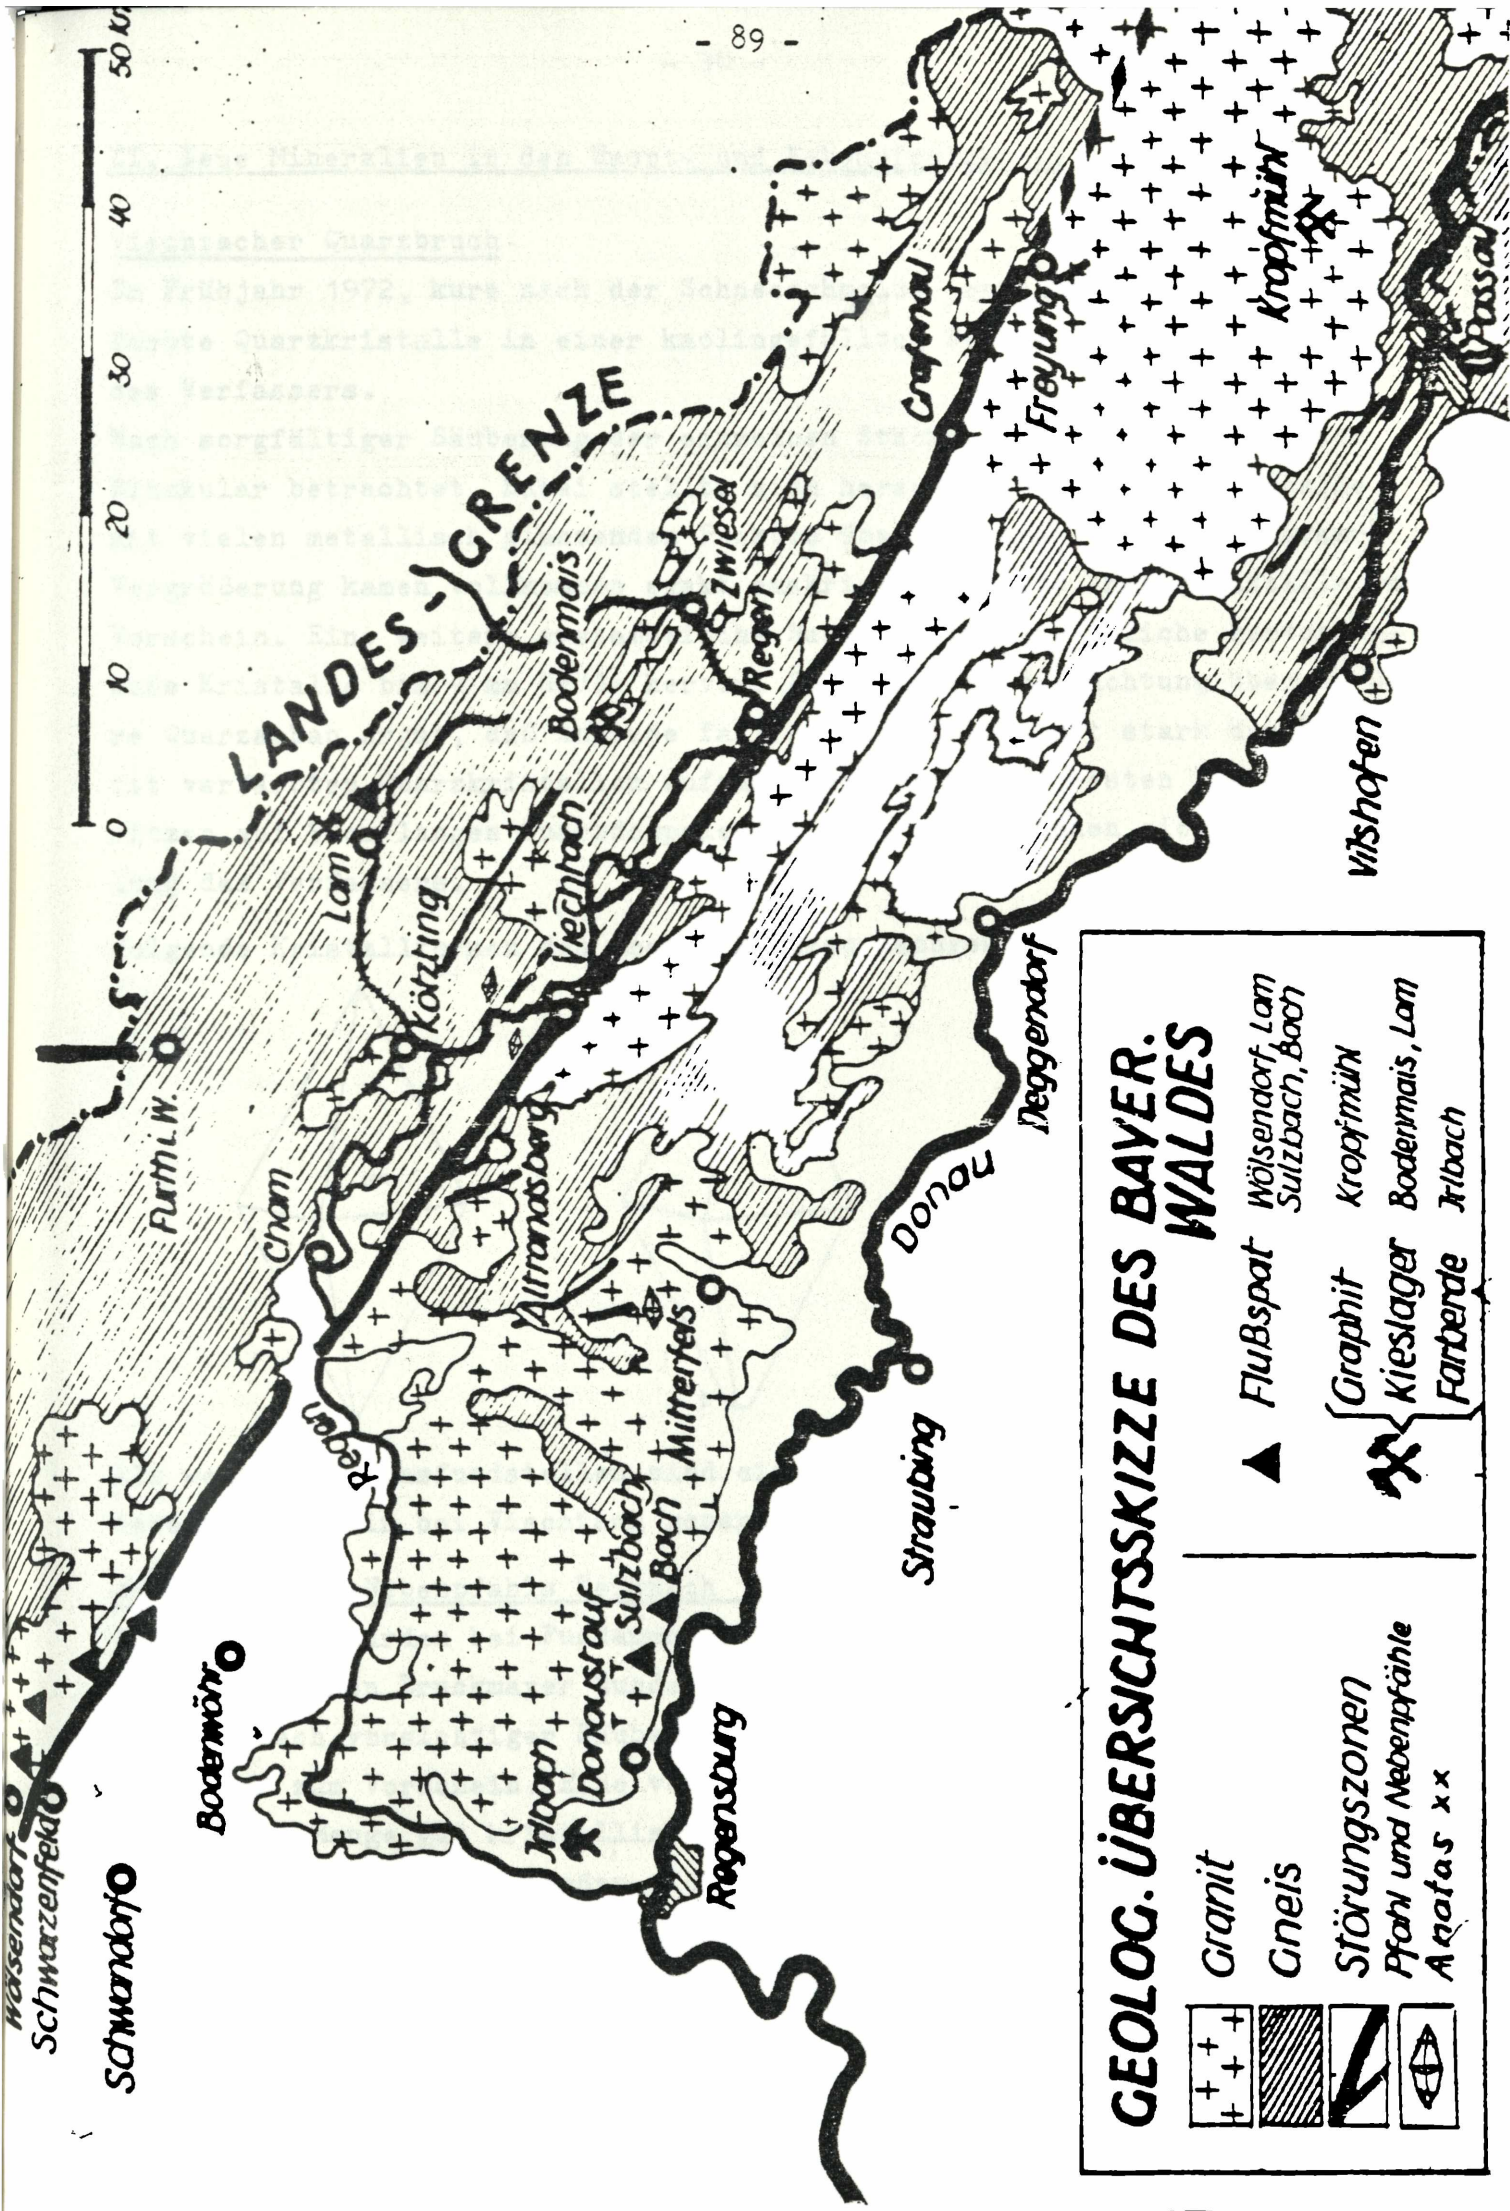 - 89 -
0 10 20 30 40 50 km
LANDES-GRENZE
Wölsendorf
Schwarzenfeld
Schwandorf
Bodenwöhr
Furth i.W.
Cham
Lam
Kötzting
Bodenmais
Zwiesel
Regen
Viechtach
Grafenau
Freyung
Kropfmühl
Passau
Vilshofen
Deggendorf
Donau
Altrandsberg
Mitterfels
Straubing
Regen
Sulzbach
Bach
Donaustauf
Irlbach
Regensburg
GEOLOG. ÜBERSICHTSSKIZZE DES BAYER.
WALDES
Granit
Gneis
Störungszonen
Pfahl und Nebenpfähle
Anatas xx
Flußspat Wölsendorf, Lam
Sulzbach, Bach
Graphit Kropfmühl
Kieslager Bodenmais, Lam
Farberde Irlbach